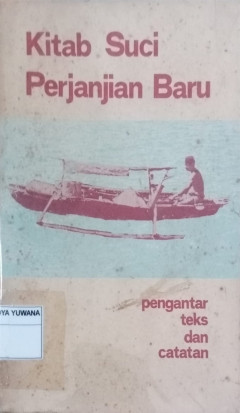 Kitab Suci
Perjanjian Baru
YA YUWANA
pengantar
teks
dan
catatan